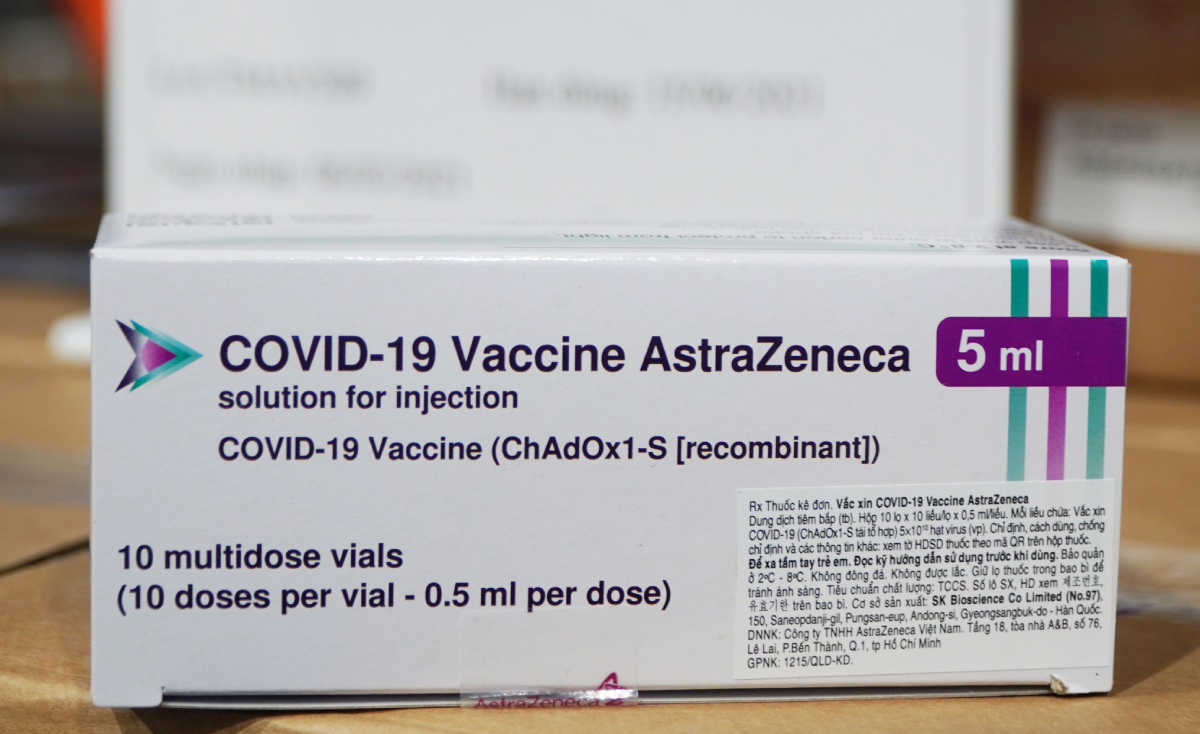 COVID-19 Vaccine AstraZeneca
5 ml
solution for injection
COVID-19 Vaccine (ChAdOx1-S [recombinant])
10 multidose vials
(10 doses per vial - 0.5 ml per dose)
Rx Thuốc kê đơn. Vắc xin COVID-19 Vaccine AstraZeneca
Dung dịch tiêm bắp (tb). Hộp 10 lọ x 10 liều/lọ x 0,5 ml/liều. Mỗi liều chứa: Vắc xin
COVID-19 (ChAdOx1-S tái tổ hợp) 5x10¹⁰ hạt virus (vp). Chỉ định, cách dùng, chống
chỉ định và các thông tin khác: xem tờ HDSD thuốc theo mã QR trên hộp thuốc.
Để xa tầm tay trẻ em. Đọc kỹ hướng dẫn sử dụng trước khi dùng. Bảo quản
ở 2ºC - 8ºC. Không đông đá. Không được lắc. Giữ lọ thuốc trong bao bì để
tránh ánh sáng. Tiêu chuẩn chất lượng: TCCS. Số lô SX, HD xem 제조번호,
유효기한 trên bao bì. Cơ sở sản xuất: SK Bioscience Co Limited (No.97),
150, Saneopdanji-gil, Pungsan-eup, Andong-si, Gyeongsangbuk-do - Hàn Quốc.
DNNK: Công ty TNHH AstraZeneca Việt Nam. Tầng 18, tòa nhà A&B, số 76,
Lê Lai, P.Bến Thành, Q.1, tp Hồ Chí Minh
GPNK: 1215/QLD-KD.
AstraZeneca